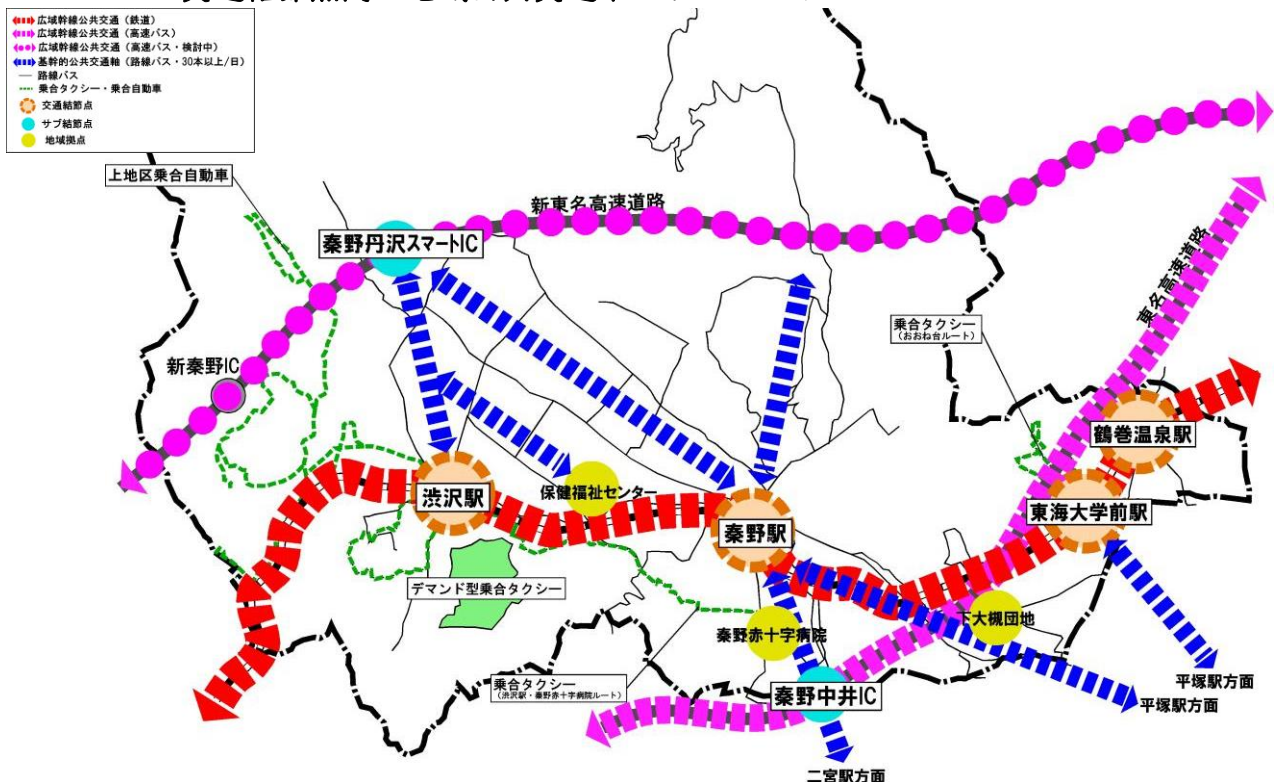 広域幹線公共交通（鉄道）
広域幹線公共交通（高速バス）
広域幹線公共交通（高速バス・検討中）
基幹的公共交通軸（路線バス・30本以上/日）
路線バス
乗合タクシー・乗合自動車
交通結節点
サブ結節点
地域拠点
上地区乗合自動車
新東名高速道路
秦野丹沢スマートIC
東名高速道路
乗合タクシー
（おおね台ルート）
新秦野IC
鶴巻温泉駅
渋沢駅
保健福祉センター
東海大学前駅
秦野駅
デマンド型乗合タクシー
下大槻団地
秦野赤十字病院
乗合タクシー
（渋沢駅・秦野赤十字病院ルート）
秦野中井IC
平塚駅方面
平塚駅方面
二宮駅方面